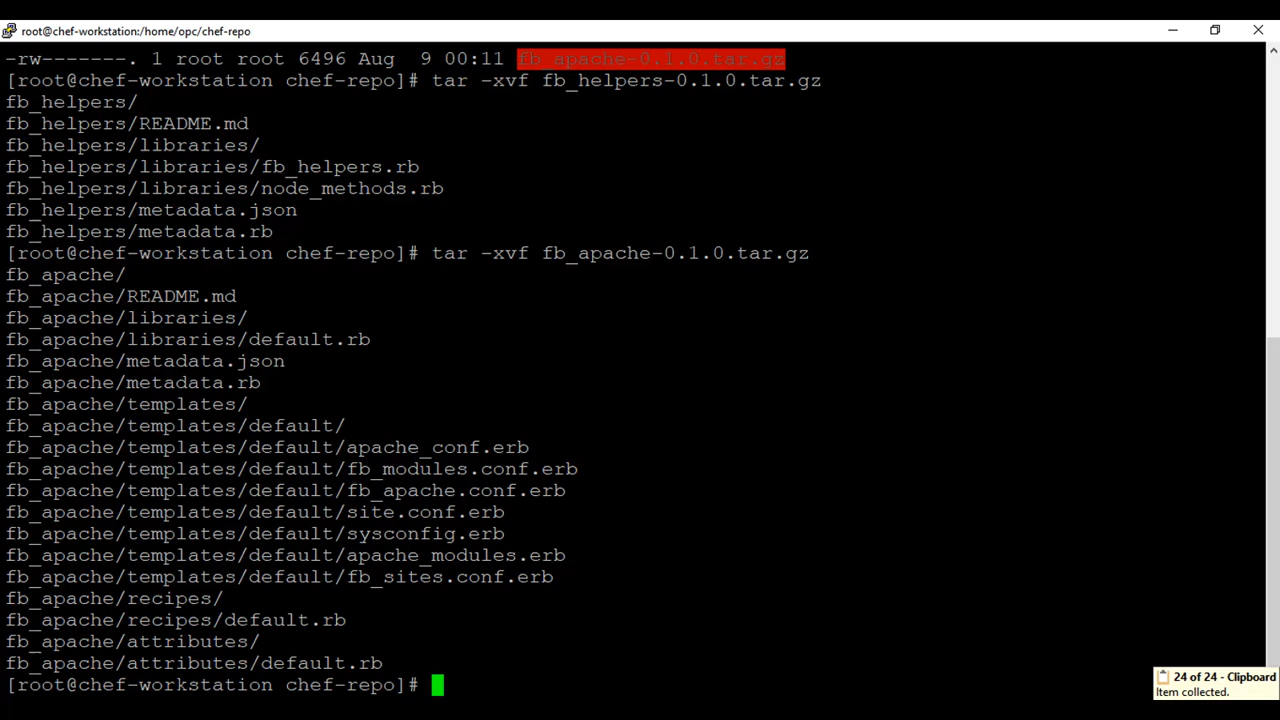 root@chef-workstation:/home/opc/chef-repo
-rw-------. 1 root root 6496 Aug  9 00:11 fb_apache-0.1.0.tar.gz
[root@chef-workstation chef-repo]# tar -xvf fb_helpers-0.1.0.tar.gz
fb_helpers/
fb_helpers/README.md
fb_helpers/libraries/
fb_helpers/libraries/fb_helpers.rb
fb_helpers/libraries/node_methods.rb
fb_helpers/metadata.json
fb_helpers/metadata.rb
[root@chef-workstation chef-repo]# tar -xvf fb_apache-0.1.0.tar.gz
fb_apache/
fb_apache/README.md
fb_apache/libraries/
fb_apache/libraries/default.rb
fb_apache/metadata.json
fb_apache/metadata.rb
fb_apache/templates/
fb_apache/templates/default/
fb_apache/templates/default/apache_conf.erb
fb_apache/templates/default/fb_modules.conf.erb
fb_apache/templates/default/fb_apache.conf.erb
fb_apache/templates/default/site.conf.erb
fb_apache/templates/default/sysconfig.erb
fb_apache/templates/default/apache_modules.erb
fb_apache/templates/default/fb_sites.conf.erb
fb_apache/recipes/
fb_apache/recipes/default.rb
fb_apache/attributes/
fb_apache/attributes/default.rb
[root@chef-workstation chef-repo]#
24 of 24 - Clipboard
Item collected.